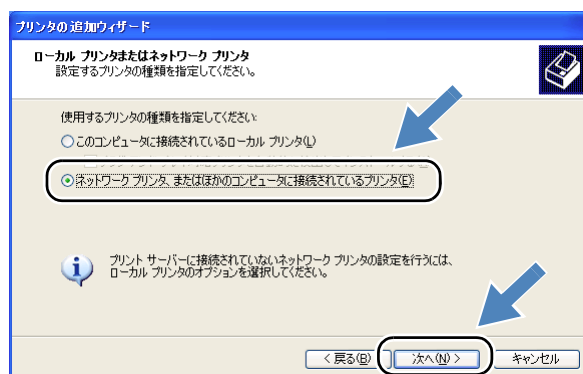 プリンタの追加ウィザード
ローカル プリンタまたはネットワーク プリンタ
設定するプリンタの種類を指定してください。
使用するプリンタの種類を指定してください:
このコンピュータに接続されているローカル プリンタ(L)
ネットワーク プリンタ、またはほかのコンピュータに接続されているプリンタ(E)
プリント サーバーに接続されていないネットワーク プリンタの設定を行うには、
ローカル プリンタのオプションを選択してください。
< 戻る(B) 次へ(N) > キャンセル